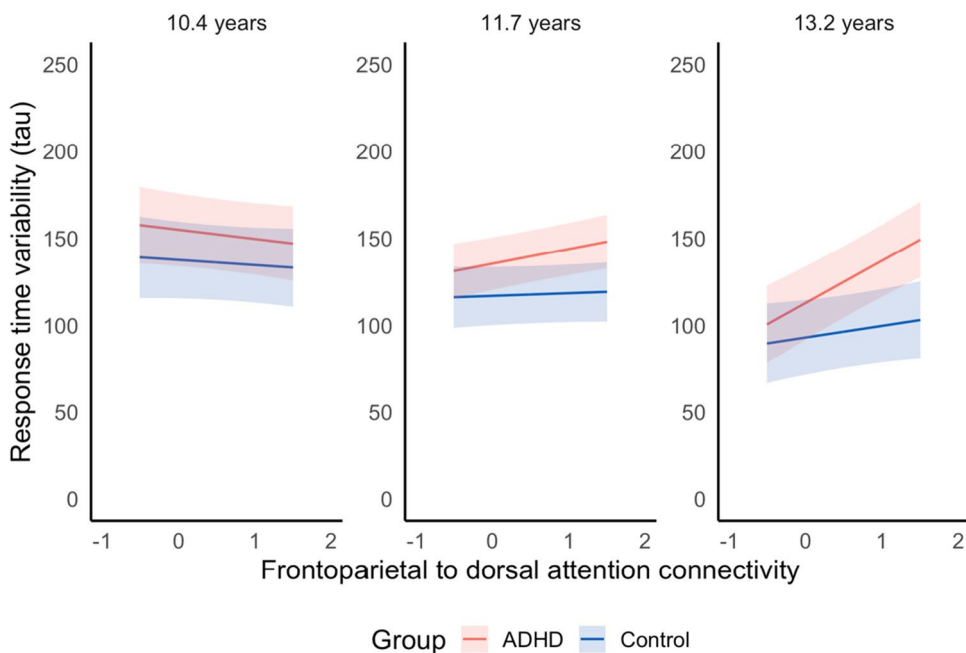 10.4 years 11.7 years 13.2 years
Response time variability (tau)
250 250 250
200 200 200
150 150 150
100 100 100
50 50 50
0 0 0
-1 0 1 2 -1 0 1 2 -1 0 1 2
Frontoparietal to dorsal attention connectivity
Group ADHD Control